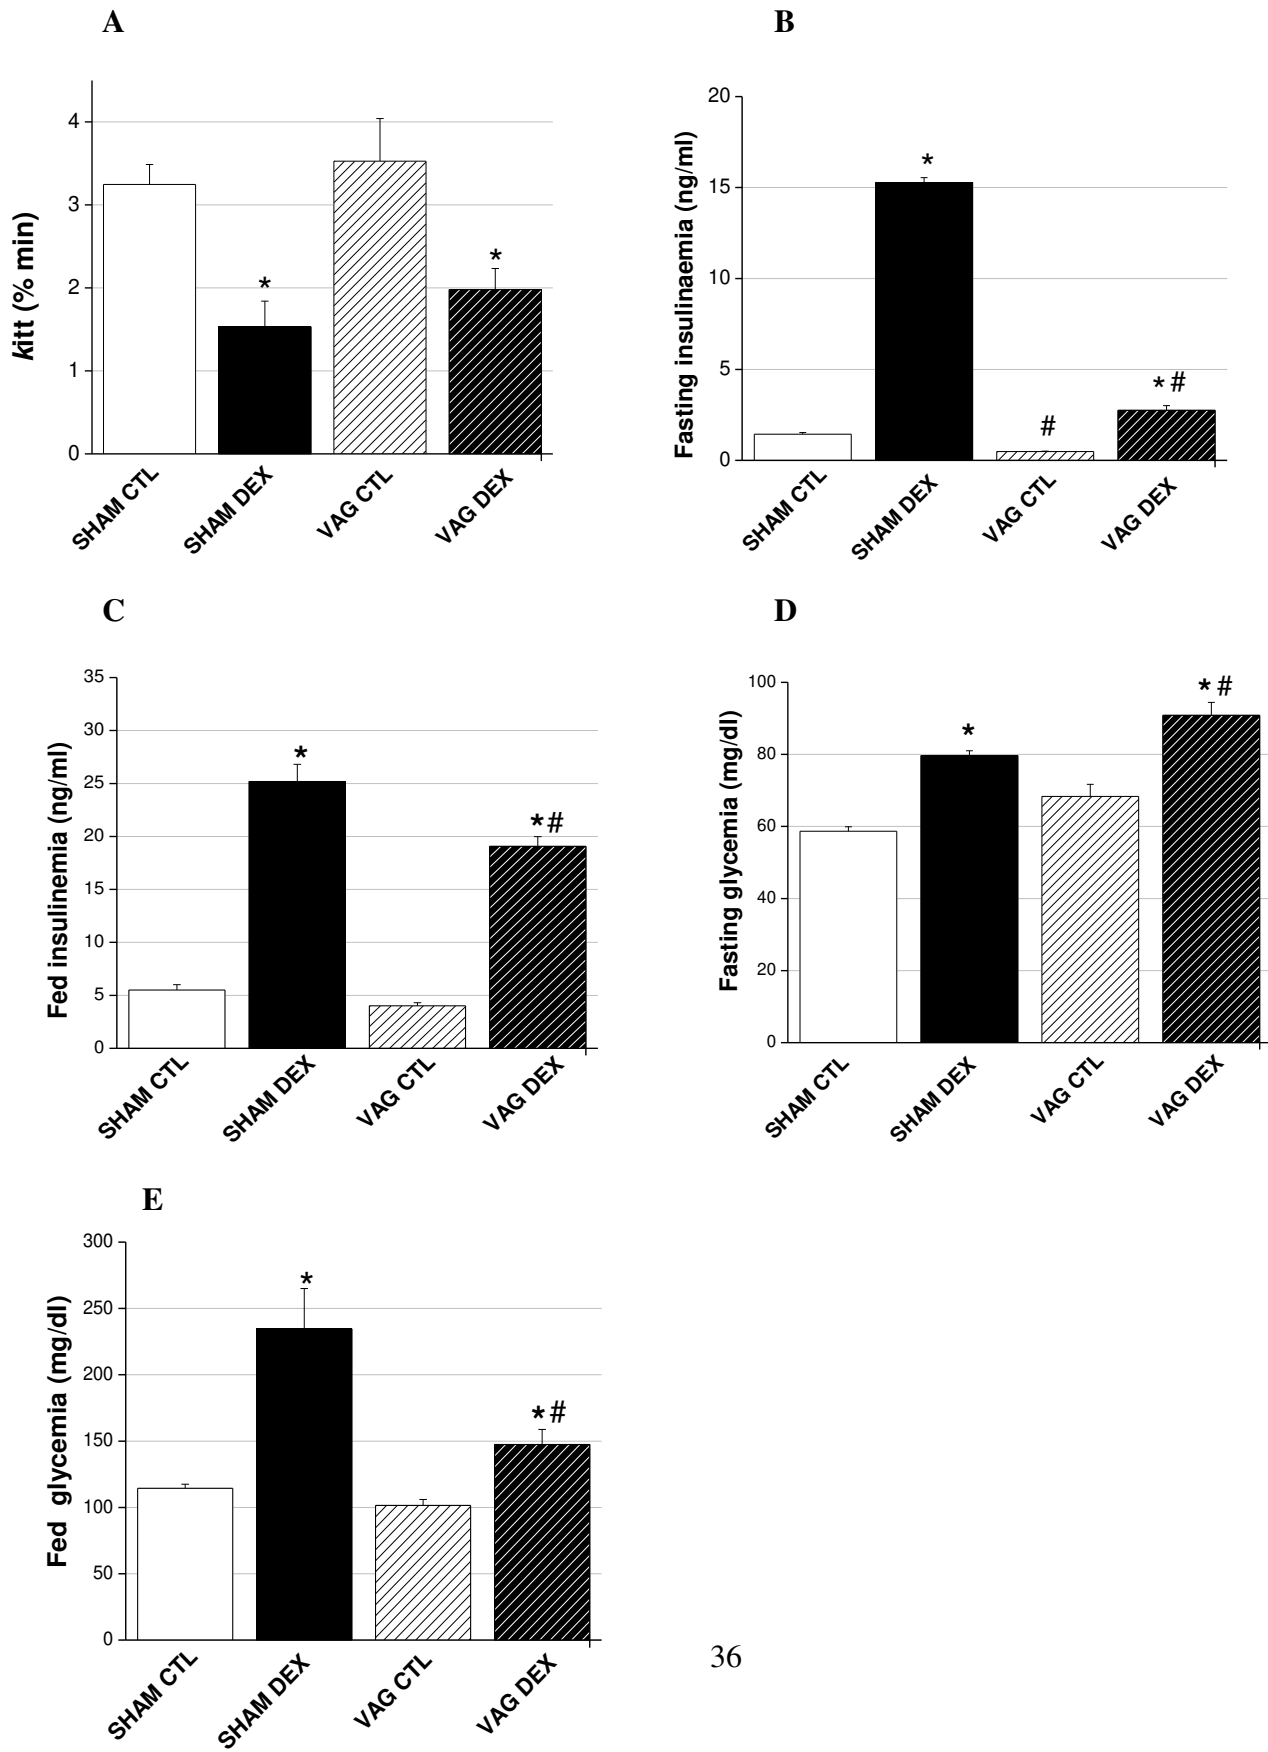 A
kitt (% min)
4
3
2
1
0
*
*
SHAM CTL
SHAM DEX
VAG CTL
VAG DEX
B
Fasting insulinaemia (ng/ml)
20
15
10
5
0
*
#
*#
SHAM CTL
SHAM DEX
VAG CTL
VAG DEX
C
Fed insulinemia (ng/ml)
35
30
25
20
15
10
5
0
*
*#
SHAM CTL
SHAM DEX
VAG CTL
VAG DEX
D
Fasting glycemia (mg/dl)
100
80
60
40
20
0
*
*#
SHAM CTL
SHAM DEX
VAG CTL
VAG DEX
E
Fed glycemia (mg/dl)
300
250
200
150
100
50
0
*
*#
SHAM CTL
SHAM DEX
VAG CTL
VAG DEX
36